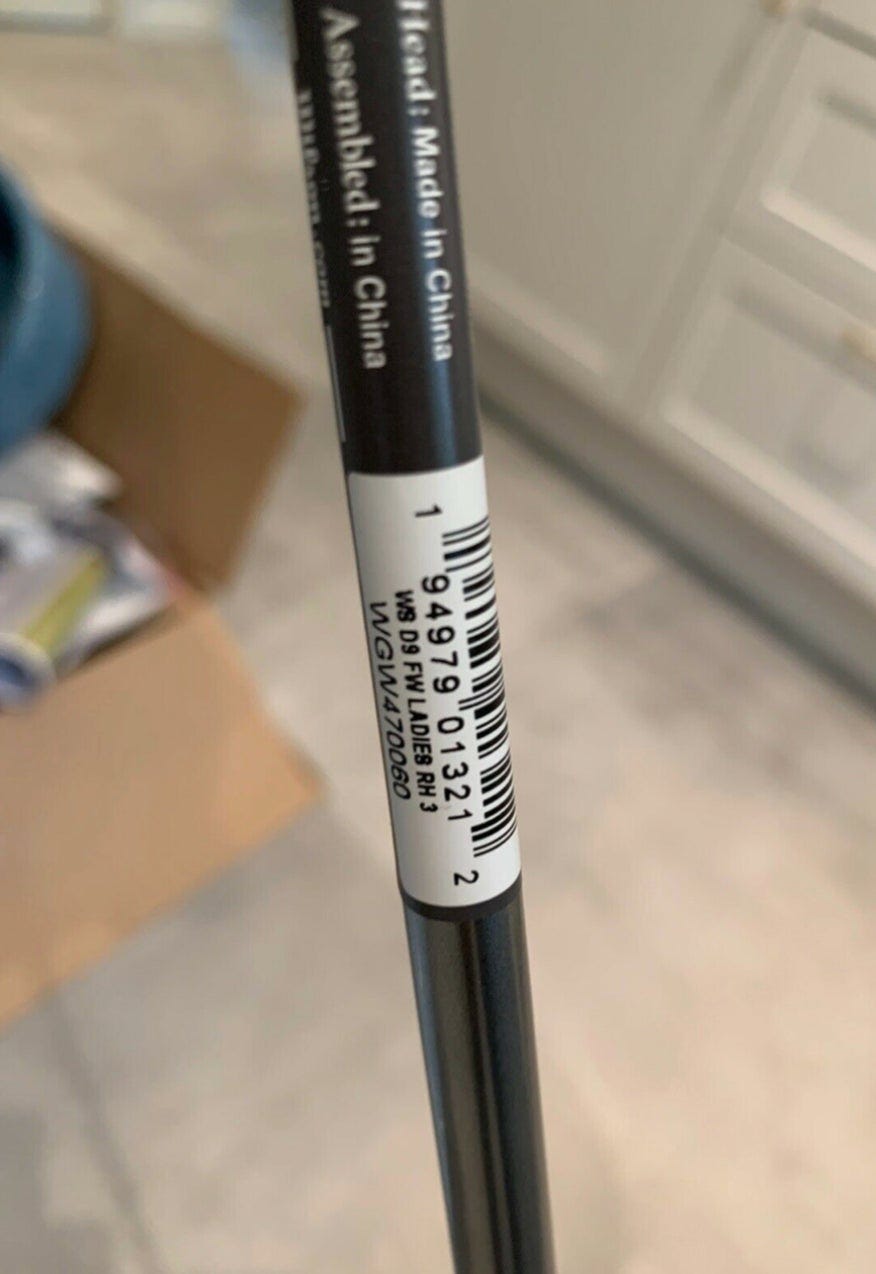 Head: Made in China
Assembled: in China
1 94979 01321 2
WS D9 FW LADIES RH 3
WGW470060